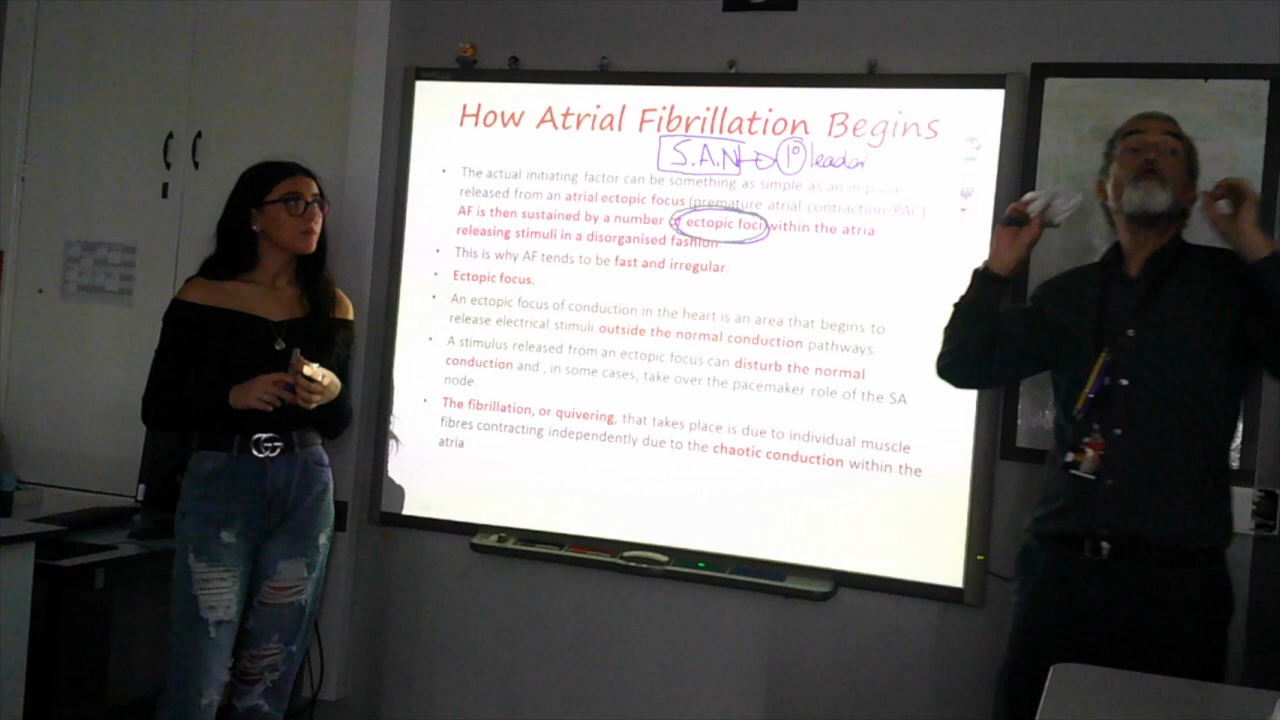 How Atrial Fibrillation Begins
S.A.N → 1° leader
• The actual initiating factor can be something as simple as an impulse
released from an atrial ectopic focus (premature atrial contraction/PAC)
AF is then sustained by a number of ectopic foci within the atria
releasing stimuli in a disorganised fashion.
• This is why AF tends to be fast and irregular.
• Ectopic focus.
• An ectopic focus of conduction in the heart is an area that begins to
release electrical stimuli outside the normal conduction pathways
• A stimulus released from an ectopic focus can disturb the normal
conduction and , in some cases, take over the pacemaker role of the SA
node.
• The fibrillation, or quivering, that takes place is due to individual muscle
fibres contracting independently due to the chaotic conduction within the
atria